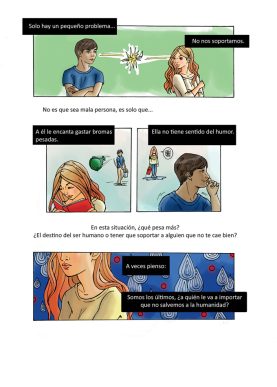 Solo hay un pequeño problema...
No nos soportamos.
No es que sea mala persona, es solo que...
A él le encanta gastar bromas
pesadas.
Ella no tiene sentido del humor.
En esta situación, ¿qué pesa más?
¿El destino del ser humano o tener que soportar a alguien que no te cae bien?
A veces pienso:
Somos los últimos, ¿a quién le va a importar
que no salvemos a la humanidad?